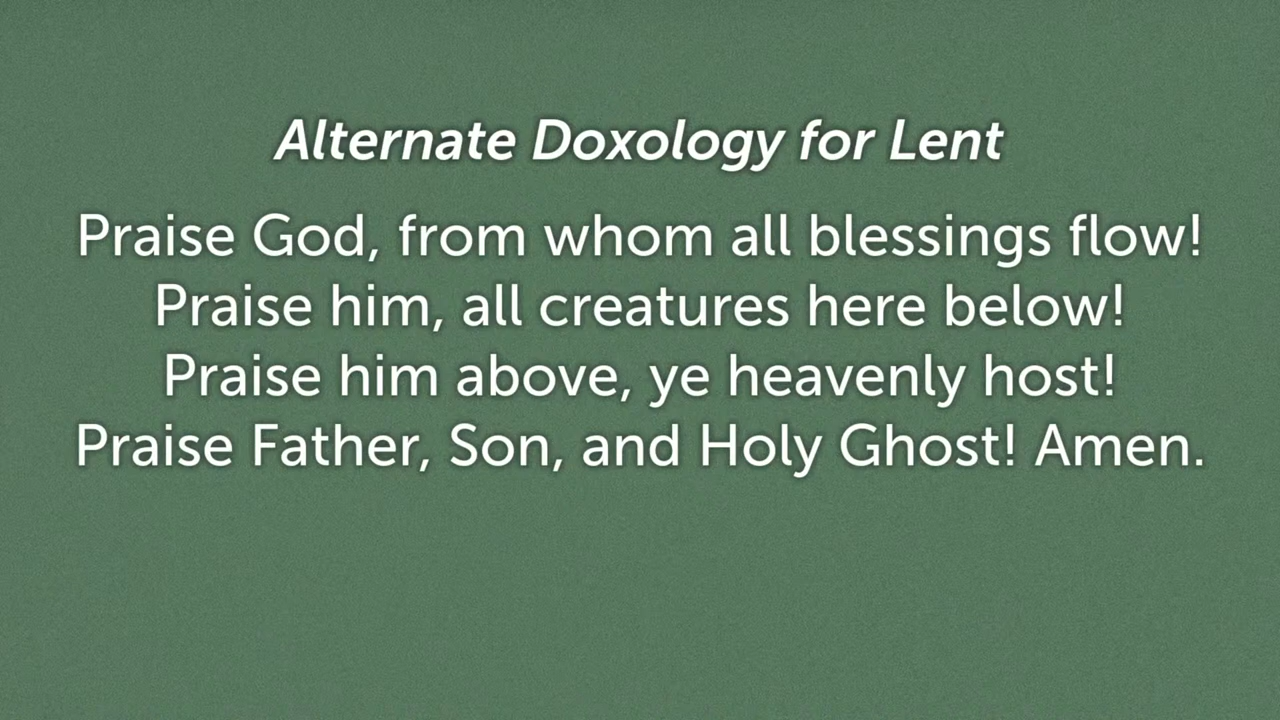 Alternate Doxology for Lent
Praise God, from whom all blessings flow!
Praise him, all creatures here below!
Praise him above, ye heavenly host!
Praise Father, Son, and Holy Ghost! Amen.